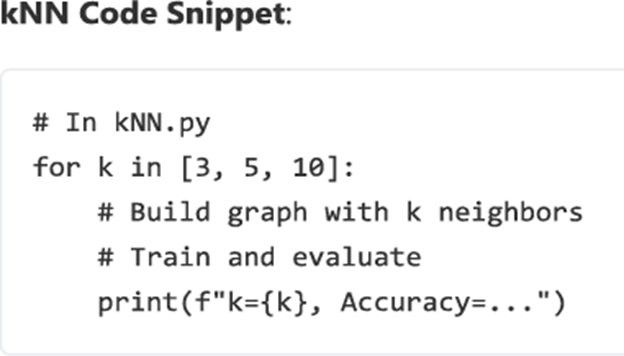 kNN Code Snippet:
# In kNN.py
for k in [3, 5, 10]:
    # Build graph with k neighbors
    # Train and evaluate
    print(f"k={k}, Accuracy=...")